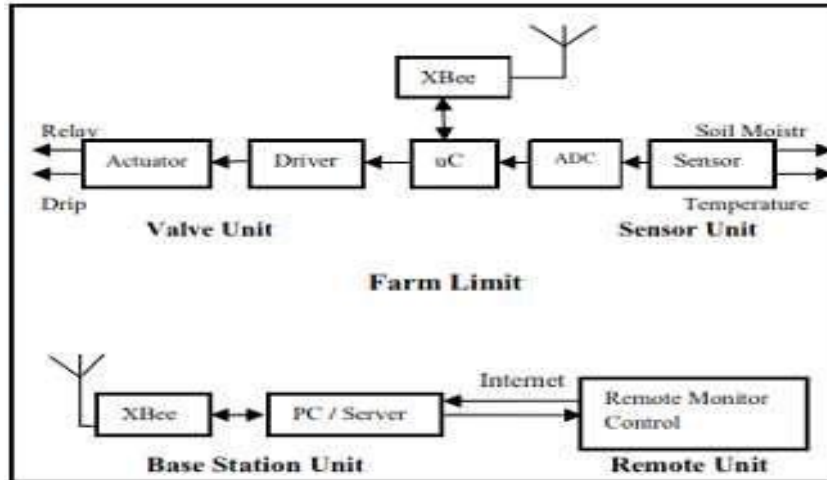 XBee
Relay
Soil Moistr
Actuator
Driver
uC
ADC
Sensor
Drip
Temperature
Valve Unit
Sensor Unit
Farm Limit
Internet
XBee
PC / Server
Remote Monitor
Control
Base Station Unit
Remote Unit